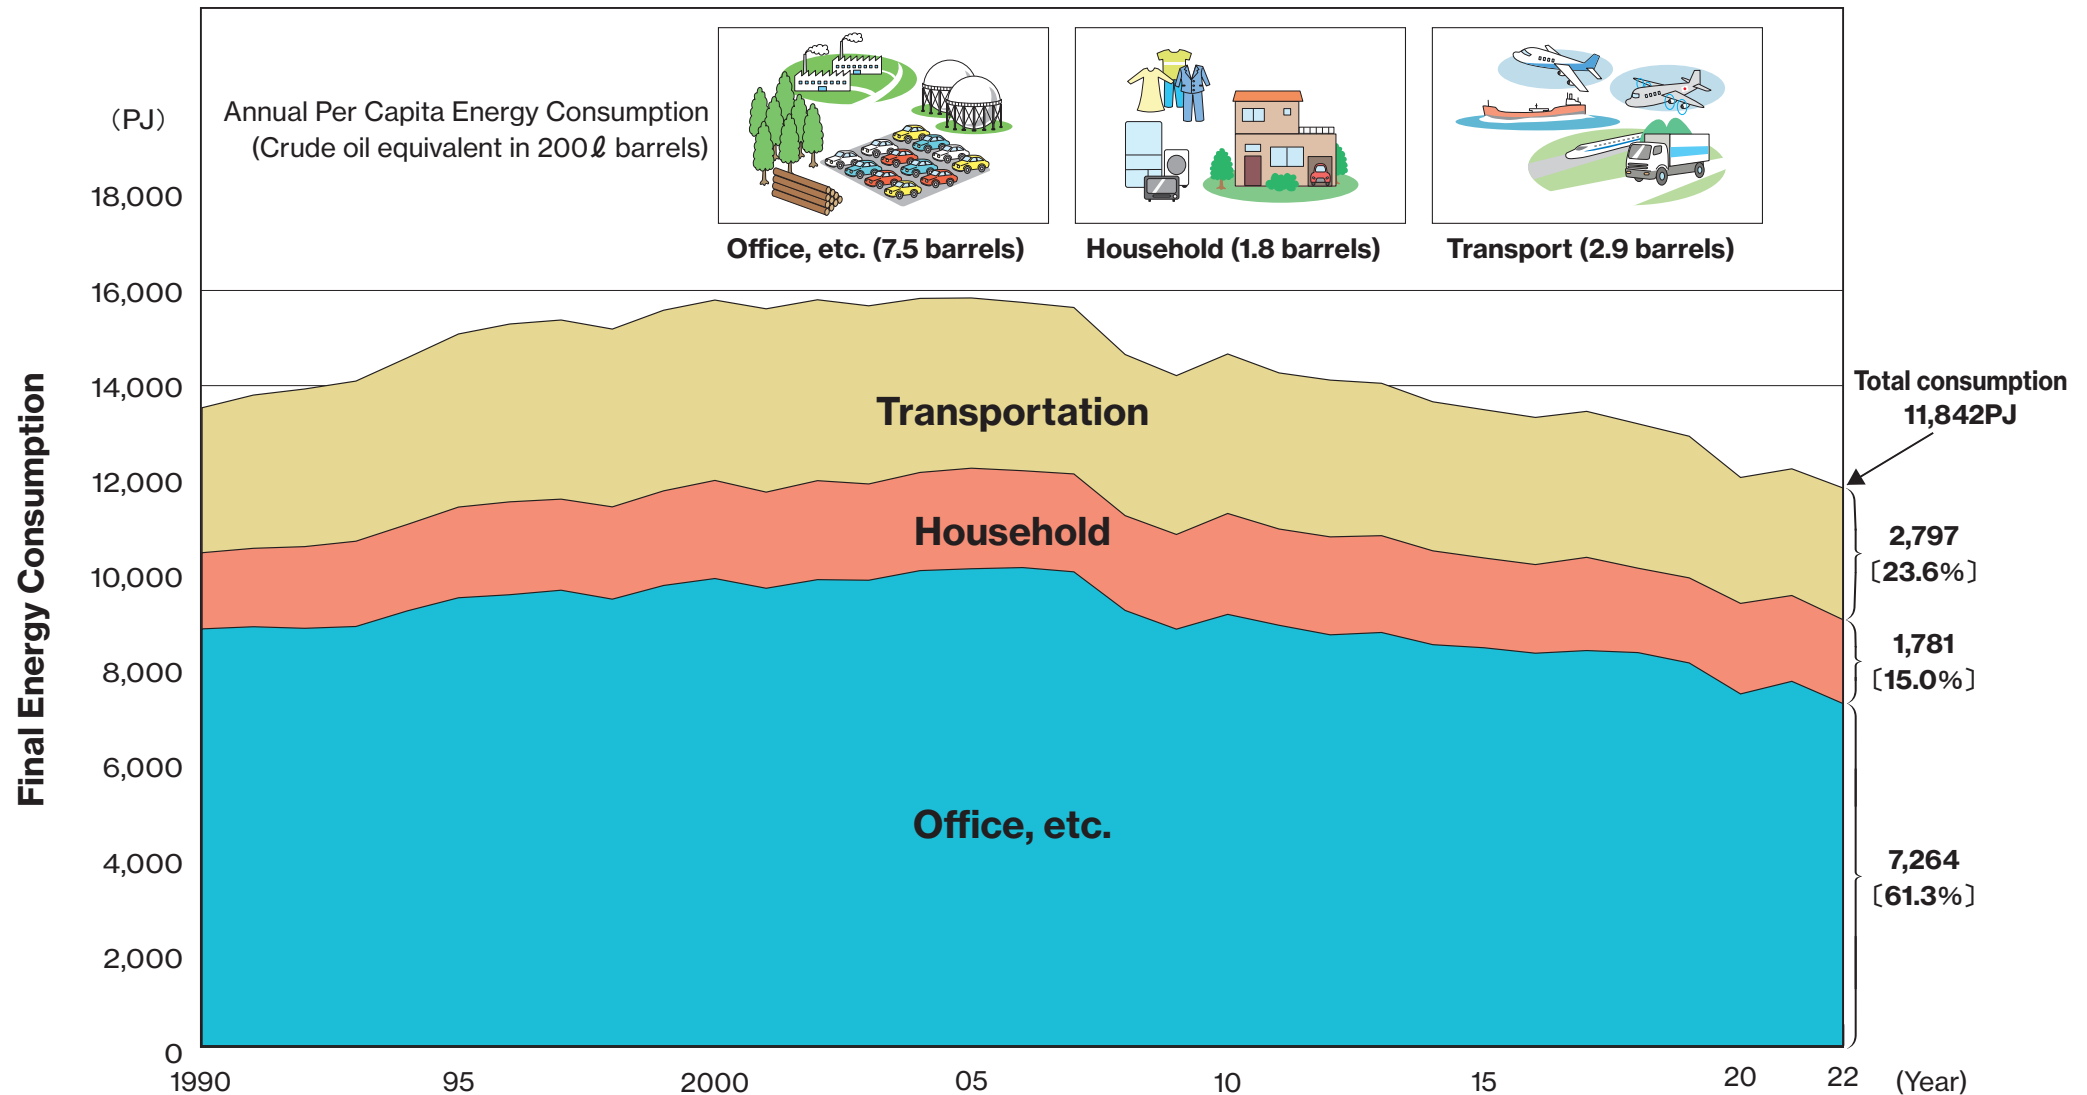 (PJ)
Annual Per Capita Energy Consumption
(Crude oil equivalent in 200ℓ barrels)
Office, etc. (7.5 barrels)
Household (1.8 barrels)
Transport (2.9 barrels)
Final Energy Consumption
18,000
16,000
14,000
12,000
10,000
8,000
6,000
4,000
2,000
0
Transportation
Household
Office, etc.
Total consumption
11,842PJ
2,797
〔23.6%〕
1,781
〔15.0%〕
7,264
〔61.3%〕
1990
95
2000
05
10
15
20
22
(Year)